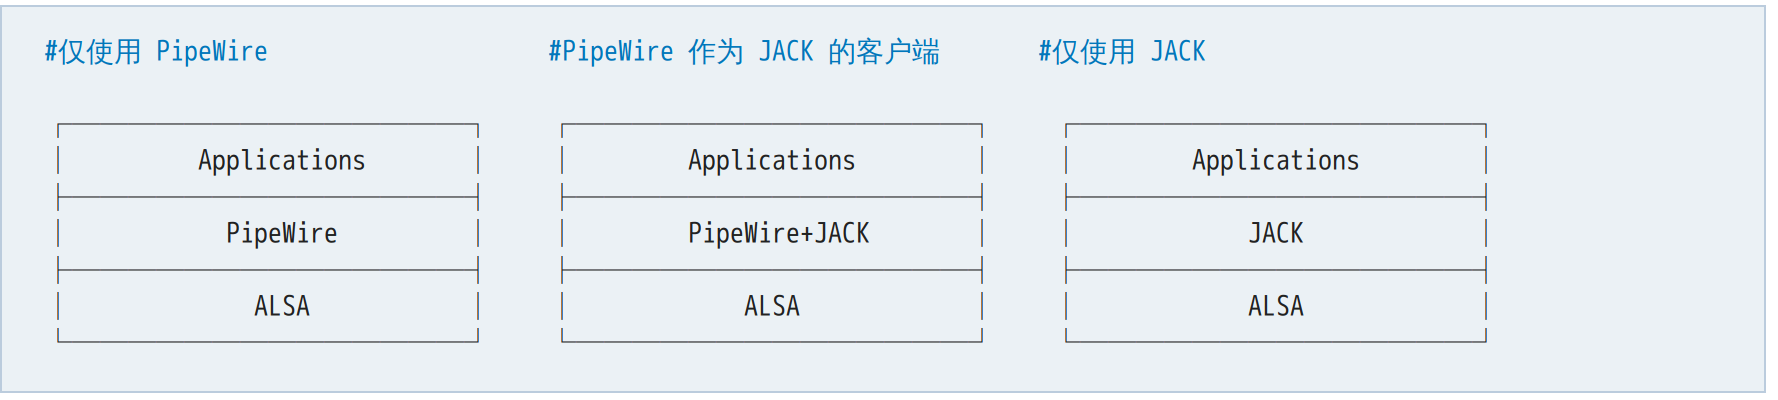 #仅使用 PipeWire #PipeWire 作为 JACK 的客户端 #仅使用 JACK
Applications Applications Applications
PipeWire PipeWire+JACK JACK
ALSA ALSA ALSA